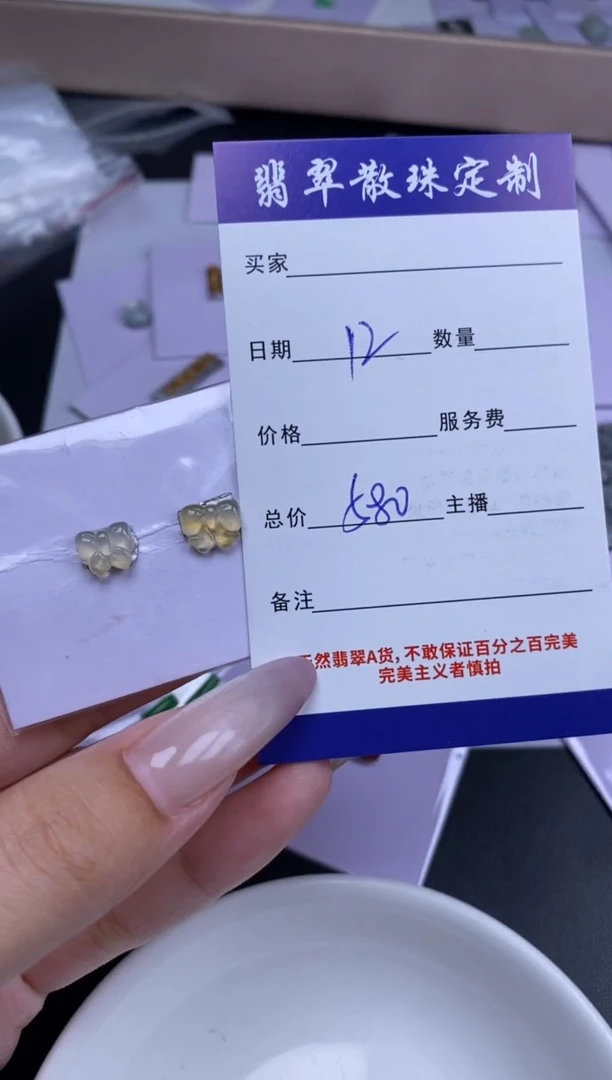 翡翠散珠定制
买家
日期 12 数量
价格 服务费
总价 580 主播
备注
然翡翠A货,不敢保证百分之百完美
完美主义者慎拍